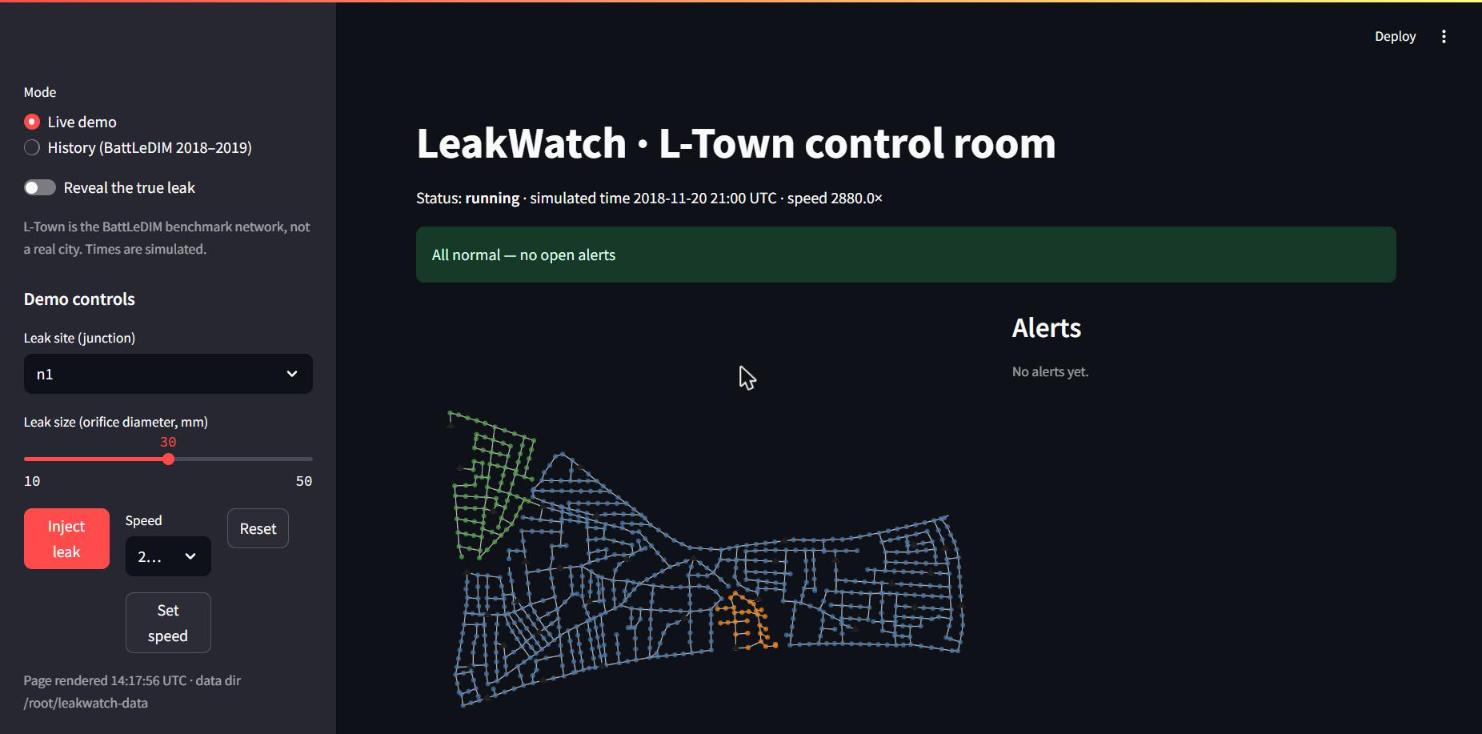 Deploy
Mode
Live demo
History (BattLeDIM 2018–2019)
Reveal the true leak
L-Town is the BattLeDIM benchmark network, not
a real city. Times are simulated.
Demo controls
Leak site (junction)
n1
Leak size (orifice diameter, mm)
30
10
50
Inject
leak
Speed
2...
Set
speed
Reset
Page rendered 14:17:56 UTC · data dir
/root/leakwatch-data
LeakWatch · L-Town control room
Status: running · simulated time 2018-11-20 21:00 UTC · speed 2880.0×
All normal — no open alerts
Alerts
No alerts yet.